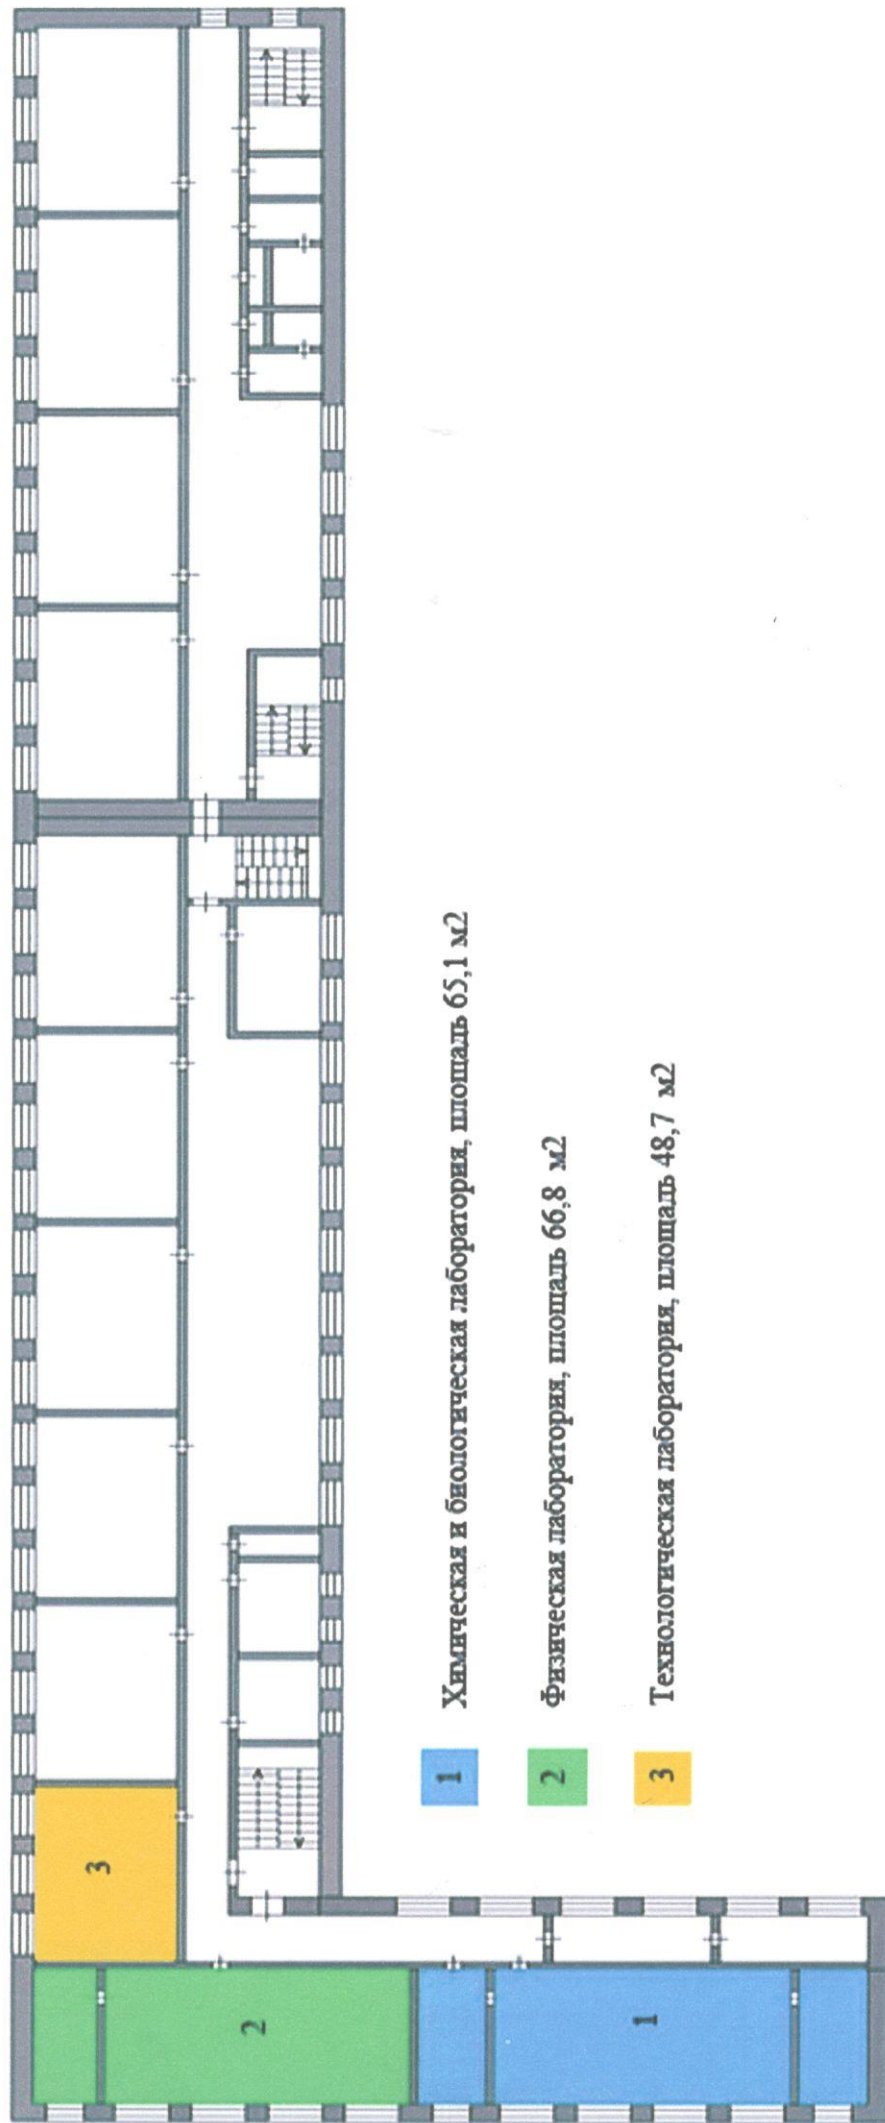 3
2
1
1 Химическая и биологическая лаборатория, площадь 65,1 м2
2 Физическая лаборатория, площадь 66,8 м2
3 Технологическая лаборатория, площадь 48,7 м2